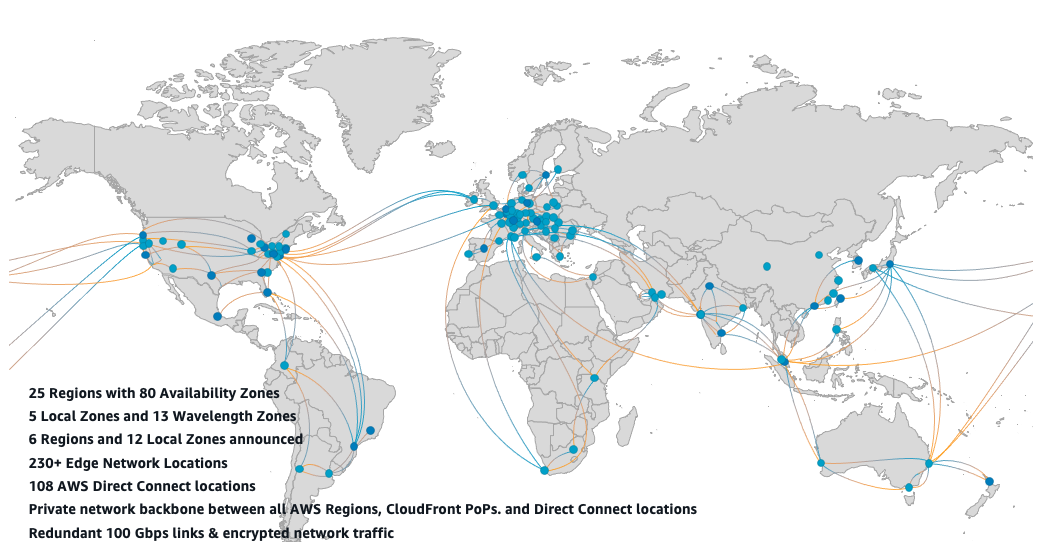 25 Regions with 80 Availability Zones
5 Local Zones and 13 Wavelength Zones
6 Regions and 12 Local Zones announced
230+ Edge Network Locations
108 AWS Direct Connect locations
Private network backbone between all AWS Regions, CloudFront PoPs. and Direct Connect locations
Redundant 100 Gbps links & encrypted network traffic